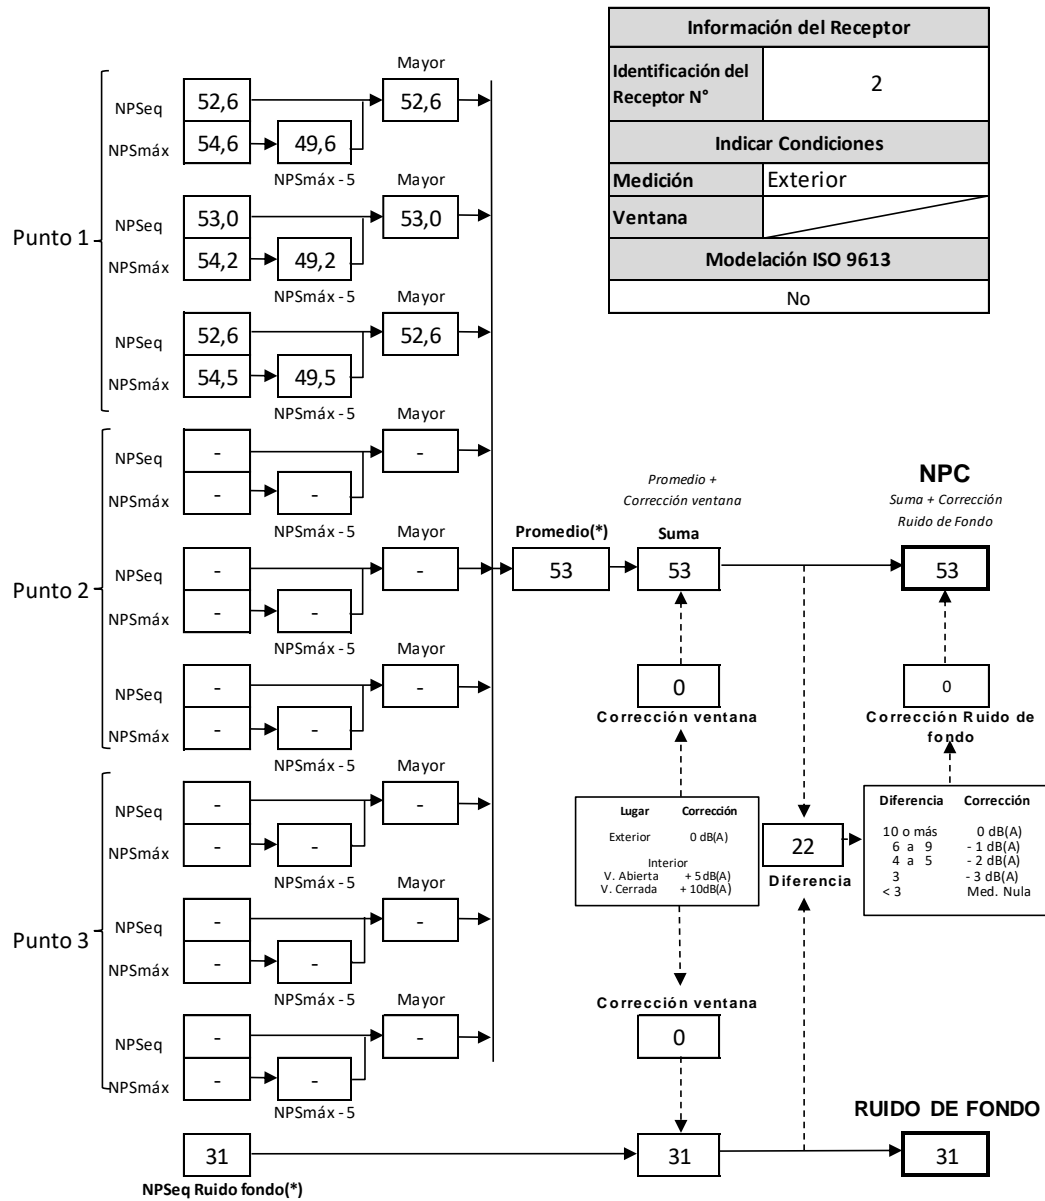 Información del Receptor
Identificación del
Receptor N°
2
Indicar Condiciones
Medición
Exterior
Ventana
Modelación ISO 9613
No
Punto 1
Mayor
NPSeq
52,6
52,6
NPSmáx
54,6
49,6
NPSmáx - 5
Mayor
NPSeq
53,0
53,0
NPSmáx
54,2
49,2
NPSmáx - 5
Mayor
NPSeq
52,6
52,6
NPSmáx
54,5
49,5
NPSmáx - 5
Punto 2
Mayor
NPSeq
-
-
NPSmáx
-
-
NPSmáx - 5
Mayor
NPSeq
-
-
NPSmáx
-
-
NPSmáx - 5
Mayor
NPSeq
-
-
NPSmáx
-
-
NPSmáx - 5
Punto 3
Mayor
NPSeq
-
-
NPSmáx
-
-
NPSmáx - 5
Mayor
NPSeq
-
-
NPSmáx
-
-
NPSmáx - 5
Mayor
NPSeq
-
-
NPSmáx
-
-
NPSmáx - 5
31
NPSeq Ruido fondo(*)
Promedio(*)
53
Promedio +
Corrección ventana
Suma
53
0
Corrección ventana
Lugar Corrección
Exterior 0 dB(A)
Interior
V. Abierta + 5 dB(A)
V. Cerrada + 10dB(A)
Corrección ventana
0
31
22
Diferencia
NPC
Suma + Corrección
Ruido de Fondo
53
0
Corrección Ruido de
fondo
Diferencia Corrección
10 o más 0 dB(A)
6 a 9 - 1 dB(A)
4 a 5 - 2 dB(A)
3 - 3 dB(A)
< 3 Med. Nula
RUIDO DE FONDO
31